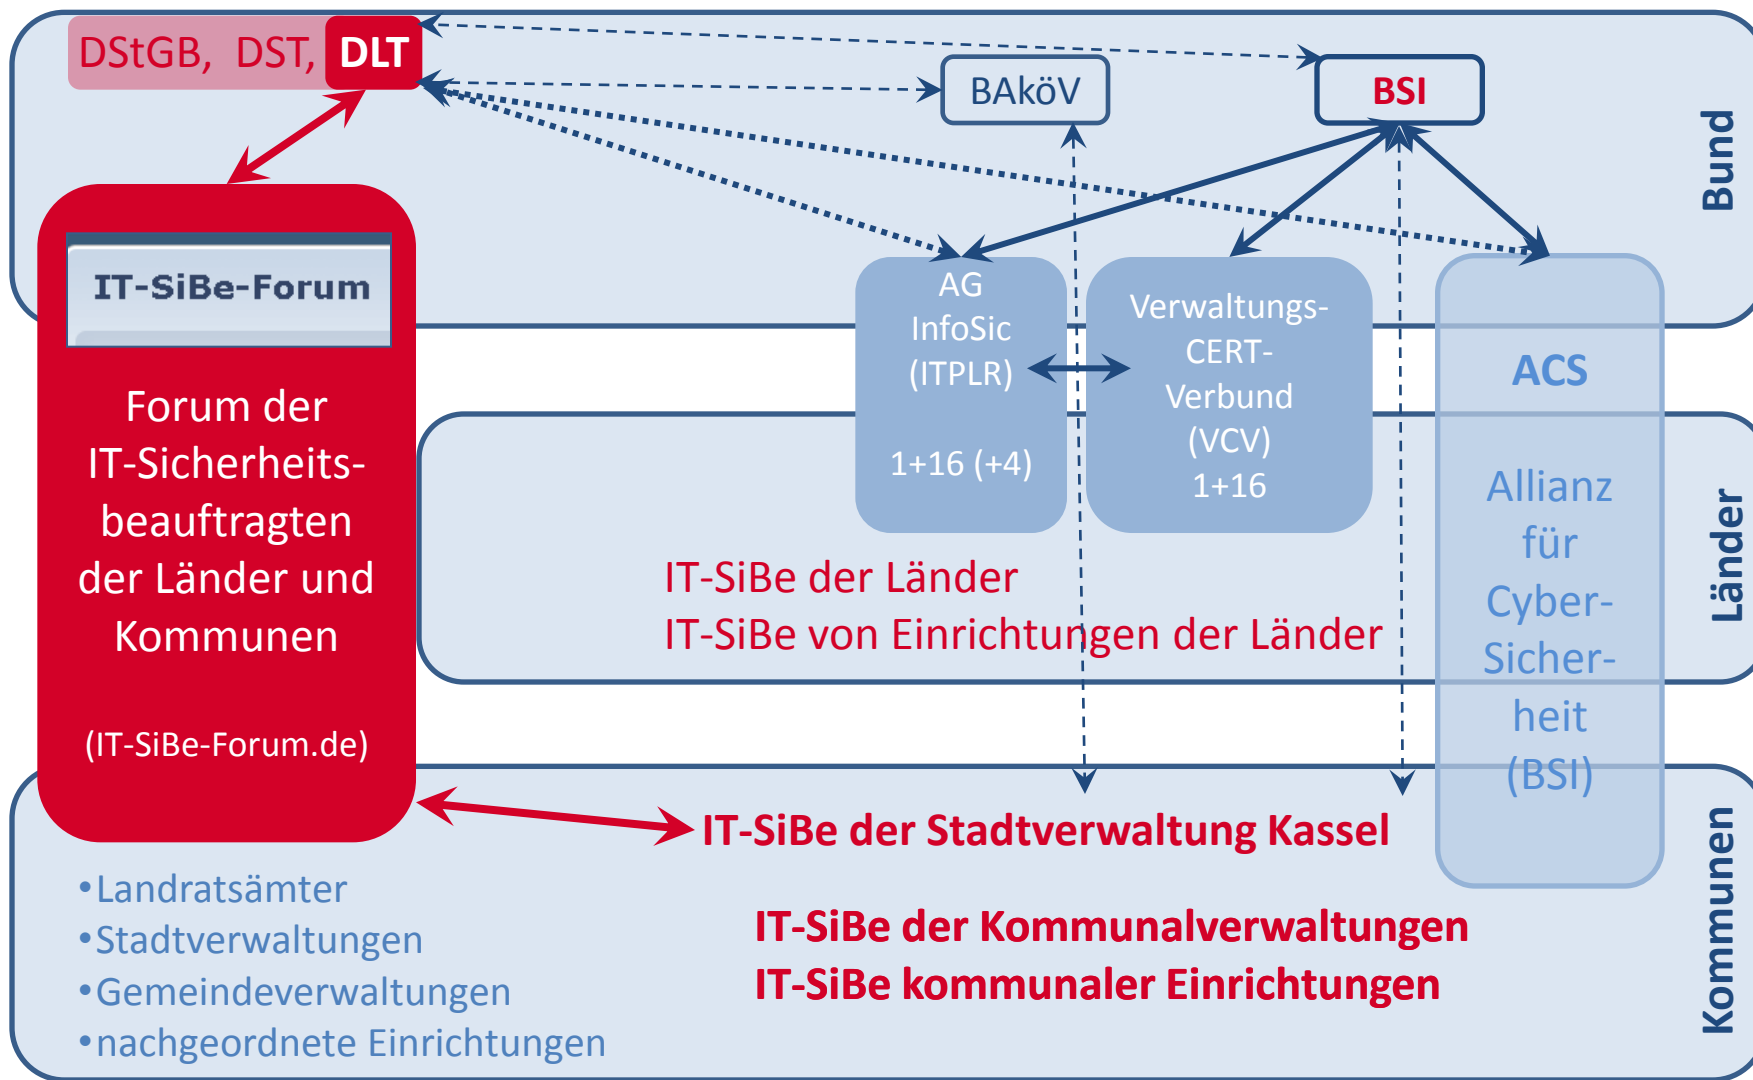 DStGB, DST, DLT
BAköV
BSI
Bund
IT-SiBe-Forum
Forum der
IT-Sicherheits-
beauftragten
der Länder und
Kommunen
(IT-SiBe-Forum.de)
AG
InfoSic
(ITPLR)
1+16 (+4)
Verwaltungs-
CERT-
Verbund
(VCV)
1+16
ACS
Allianz
für
Cyber-
Sicher-
heit
(BSI)
Länder
IT-SiBe der Länder
IT-SiBe von Einrichtungen der Länder
IT-SiBe der Stadtverwaltung Kassel
IT-SiBe der Kommunalverwaltungen
IT-SiBe kommunaler Einrichtungen
•Landratsämter
•Stadtverwaltungen
•Gemeindeverwaltungen
•nachgeordnete Einrichtungen
Kommunen